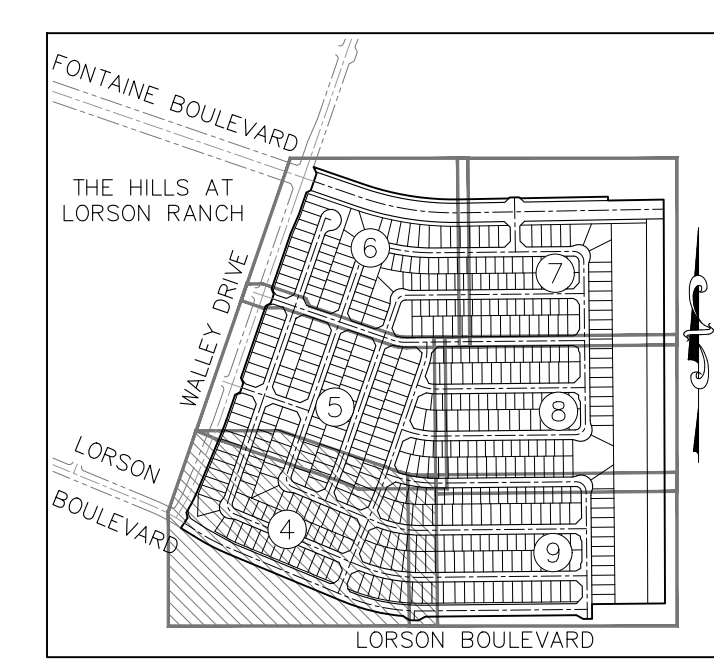 FONTAINE BOULEVARD
THE HILLS AT
LORSON RANCH
WALLEY DRIVE
6
7
5
8
LORSON
BOULEVARD
4
9
LORSON BOULEVARD